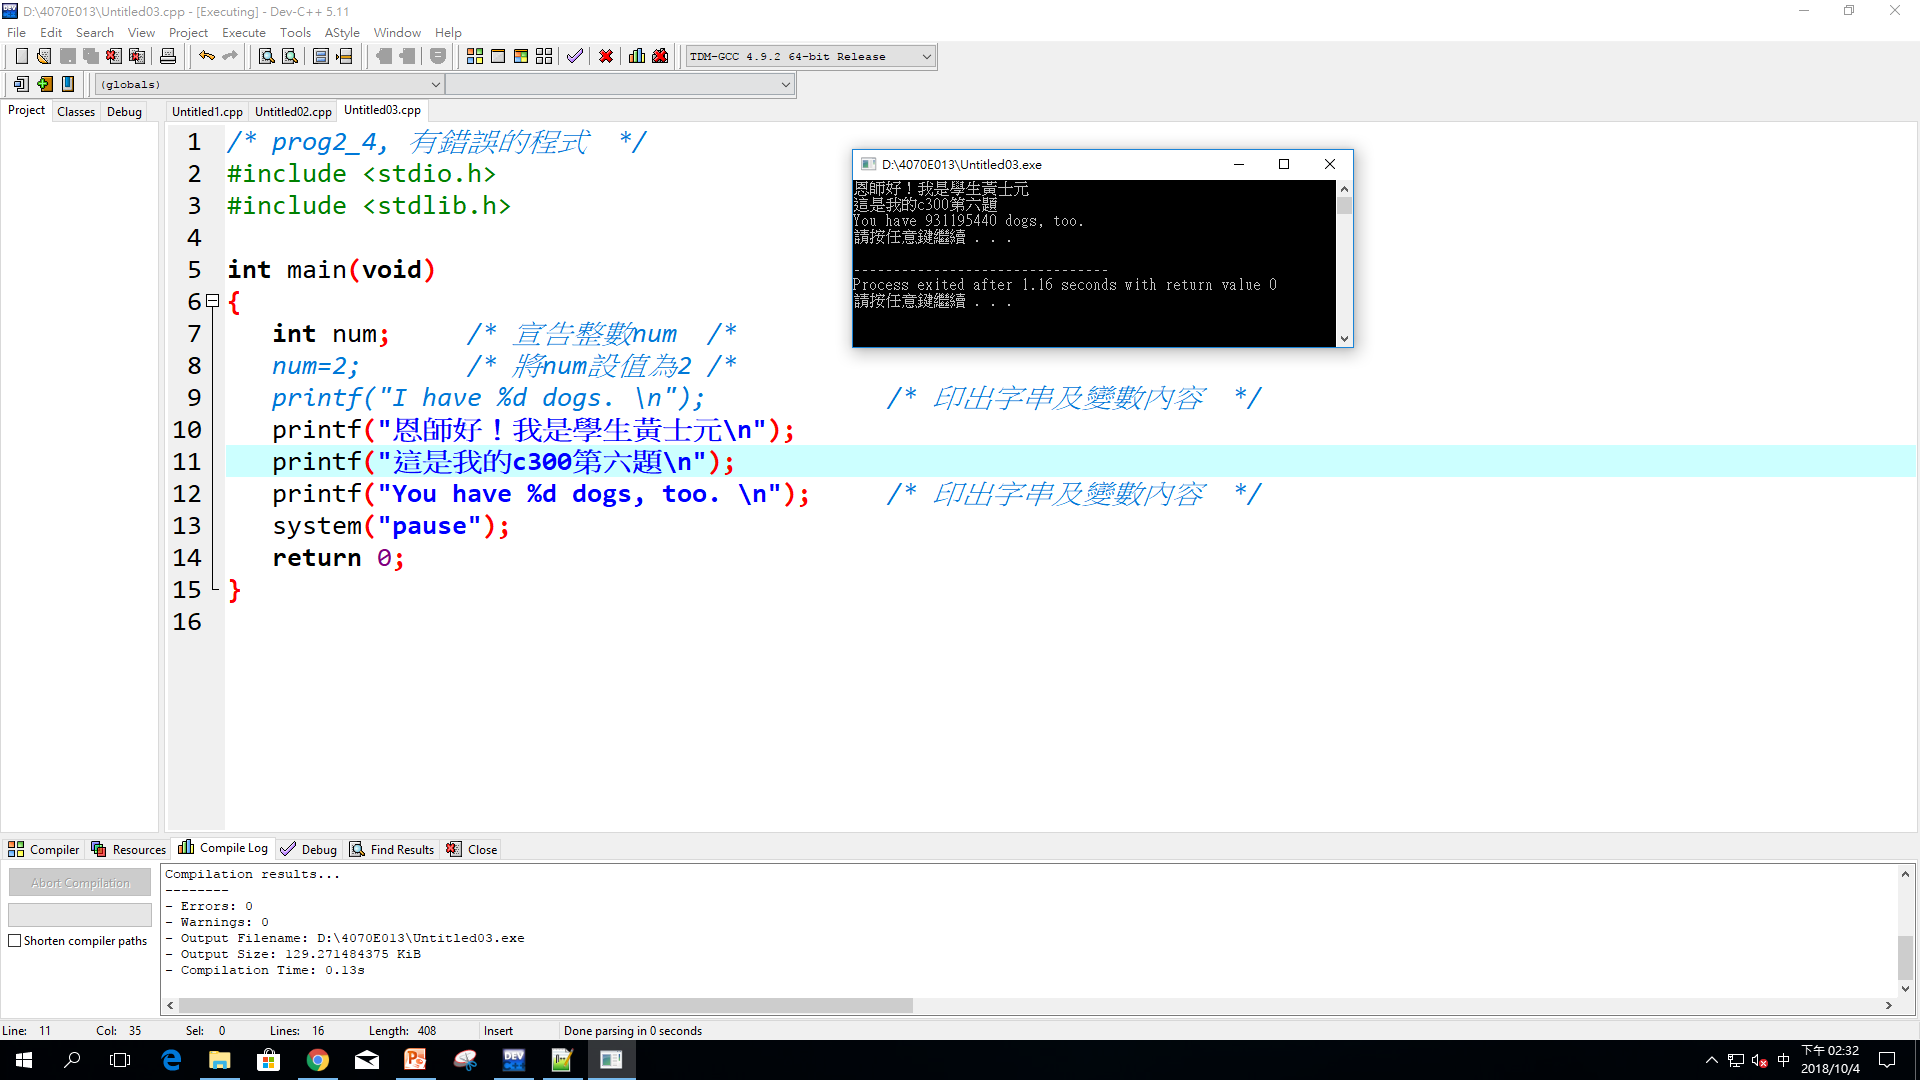 D:\4070E013\Untitled03.cpp - [Executing] - Dev-C++ 5.11
File Edit Search View Project Execute Tools AStyle Window Help
TDM-GCC 4.9.2 64-bit Release
(globals)
Project Classes Debug
Untitled1.cpp Untitled02.cpp Untitled03.cpp
1 /* prog2_4, 有錯誤的程式 */
2 #include <stdio.h>
3 #include <stdlib.h>
4
5 int main(void)
6 {
7 int num; /* 宣告整數num /*
8 num=2; /* 將num設值為2 /*
9 printf("I have %d dogs. \n"); /* 印出字串及變數內容 */
10 printf("恩師好！我是學生黃士元\n");
11 printf("這是我的c300第六題\n");
12 printf("You have %d dogs, too. \n"); /* 印出字串及變數內容 */
13 system("pause");
14 return 0;
15 }
16
D:\4070E013\Untitled03.exe
恩師好！我是學生黃士元
這是我的c300第六題
You have 931195440 dogs, too.
請按任意鍵繼續 . . .
--------------------------------
Process exited after 1.16 seconds with return value 0
請按任意鍵繼續 . . .
Compiler Resources Compile Log Debug Find Results Close
Abort Compilation
Shorten compiler paths
Compilation results...
--------
- Errors: 0
- Warnings: 0
- Output Filename: D:\4070E013\Untitled03.exe
- Output Size: 129.271484375 KiB
- Compilation Time: 0.13s
Line: 11 Col: 35 Sel: 0 Lines: 16 Length: 408 Insert Done parsing in 0 seconds
中
下午 02:32
2018/10/4